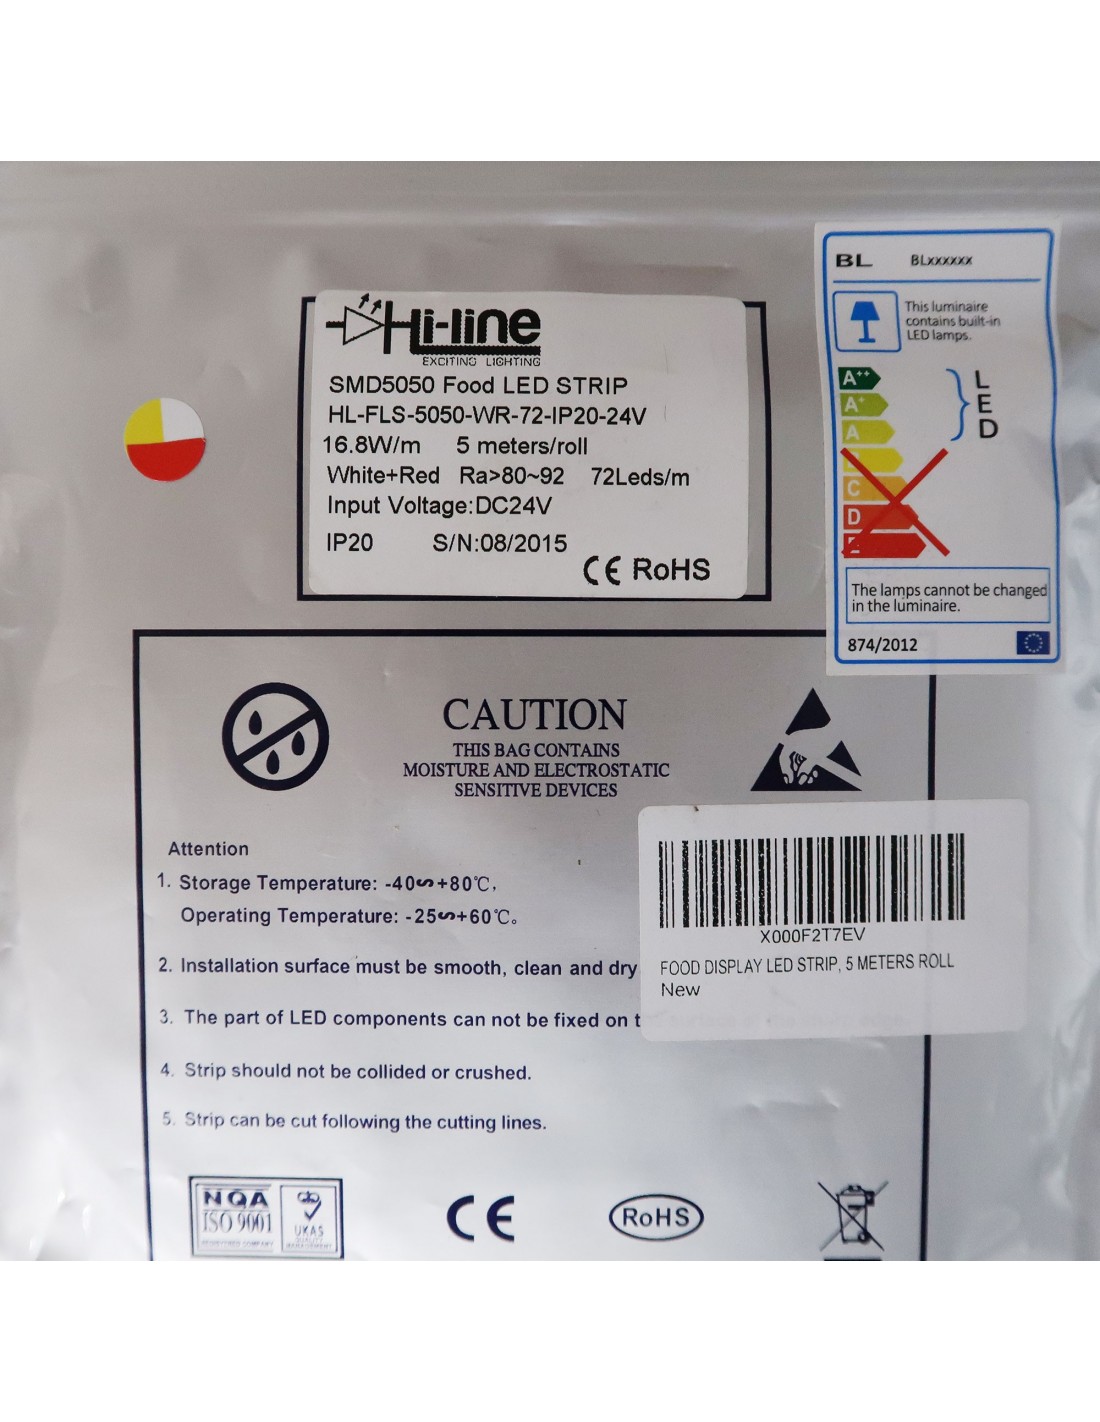 Hi-line
EXCITING LIGHTING
SMD5050 Food LED STRIP
HL-FLS-5050-WR-72-IP20-24V
16.8W/m 5 meters/roll
White+Red Ra>80~92 72Leds/m
Input Voltage:DC24V
IP20 S/N:08/2015
CE RoHS
BL BLxxxxxx
This luminaire
contains built-in
LED lamps.
A++
A+
A
C
D
E
L
E
D
The lamps cannot be changed
in the luminaire.
874/2012
CAUTION
THIS BAG CONTAINS
MOISTURE AND ELECTROSTATIC
SENSITIVE DEVICES
Attention
1. Storage Temperature: -40∽+80℃,
Operating Temperature: -25∽+60℃。
2. Installation surface must be smooth, clean and dry
3. The part of LED components can not be fixed on t
4. Strip should not be collided or crushed.
5. Strip can be cut following the cutting lines.
X000F2T7EV
FOOD DISPLAY LED STRIP, 5 METERS ROLL
New
NQA
ISO 9001
REGISTERED COMPANY
UKAS
QUALITY
MANAGEMENT
CE
RoHS